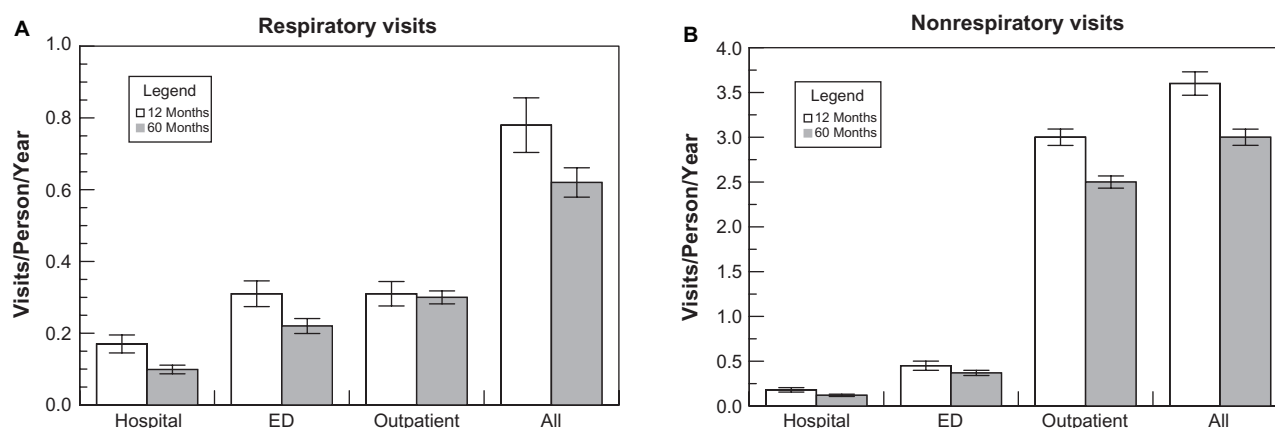 A
Respiratory visits
Visits/Person/Year
1.0
0.8
0.6
0.4
0.2
0.0
Legend
12 Months
60 Months
Hospital ED Outpatient All
B
Nonrespiratory visits
Visits/Person/Year
4.0
3.5
3.0
2.5
2.0
1.5
1.0
0.5
0.0
Legend
12 Months
60 Months
Hospital ED Outpatient All